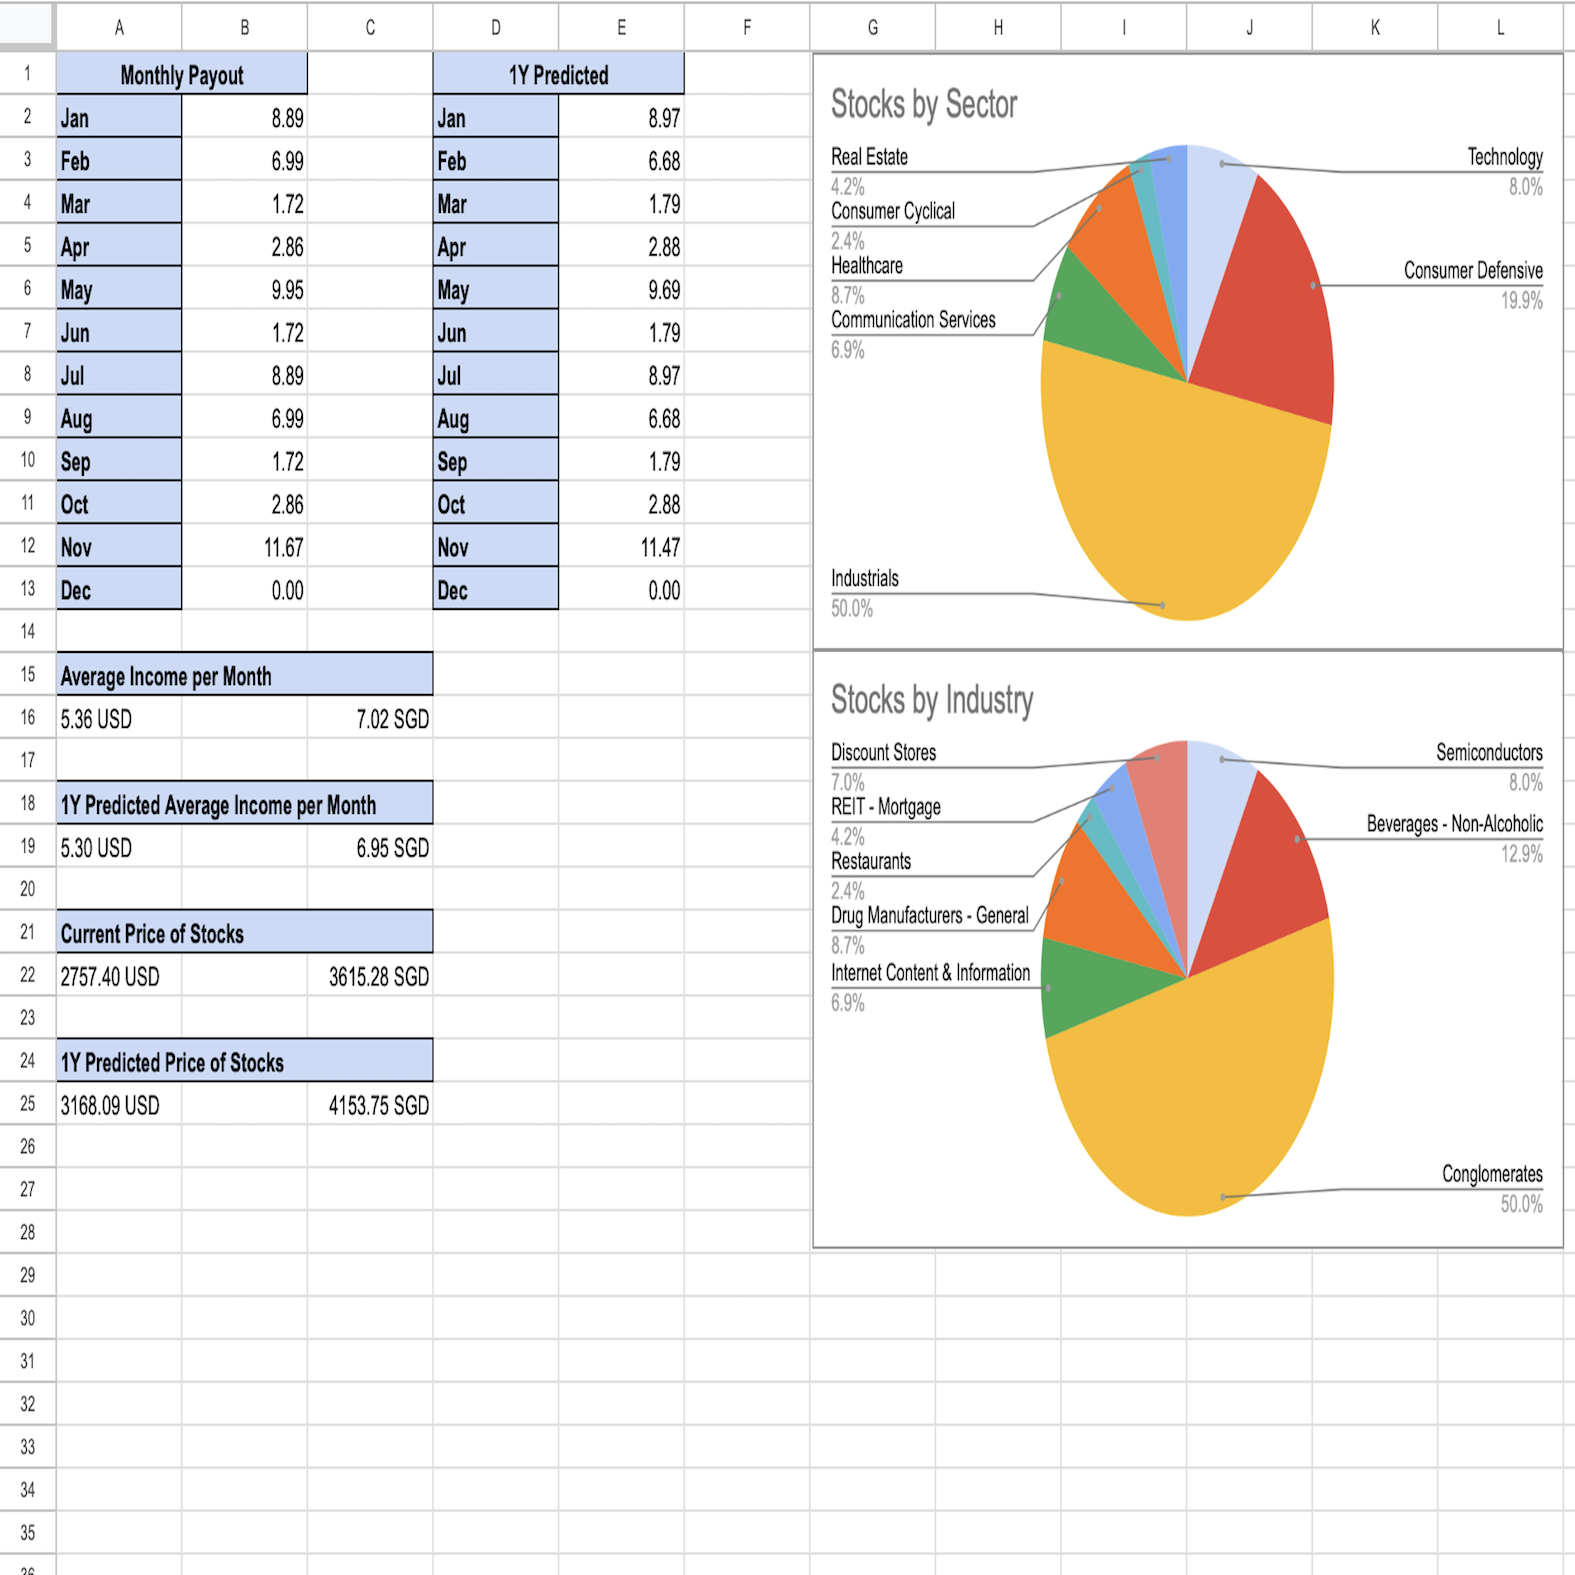 A B C D E F G H I J K L
1 Monthly Payout 1Y Predicted
2 Jan 8.89 Jan 8.97
3 Feb 6.99 Feb 6.68
4 Mar 1.72 Mar 1.79
5 Apr 2.86 Apr 2.88
6 May 9.95 May 9.69
7 Jun 1.72 Jun 1.79
8 Jul 8.89 Jul 8.97
9 Aug 6.99 Aug 6.68
10 Sep 1.72 Sep 1.79
11 Oct 2.86 Oct 2.88
12 Nov 11.67 Nov 11.47
13 Dec 0.00 Dec 0.00
14
15 Average Income per Month
16 5.36 USD 7.02 SGD
17
18 1Y Predicted Average Income per Month
19 5.30 USD 6.95 SGD
20
21 Current Price of Stocks
22 2757.40 USD 3615.28 SGD
23
24 1Y Predicted Price of Stocks
25 3168.09 USD 4153.75 SGD
26
27
28
29
30
31
32
33
34
35
36
Stocks by Sector
Real Estate
4.2%
Consumer Cyclical
2.4%
Healthcare
8.7%
Communication Services
6.9%
Industrials
50.0%
Technology
8.0%
Consumer Defensive
19.9%
Stocks by Industry
Discount Stores
7.0%
REIT - Mortgage
4.2%
Restaurants
2.4%
Drug Manufacturers - General
8.7%
Internet Content & Information
6.9%
Semiconductors
8.0%
Beverages - Non-Alcoholic
12.9%
Conglomerates
50.0%